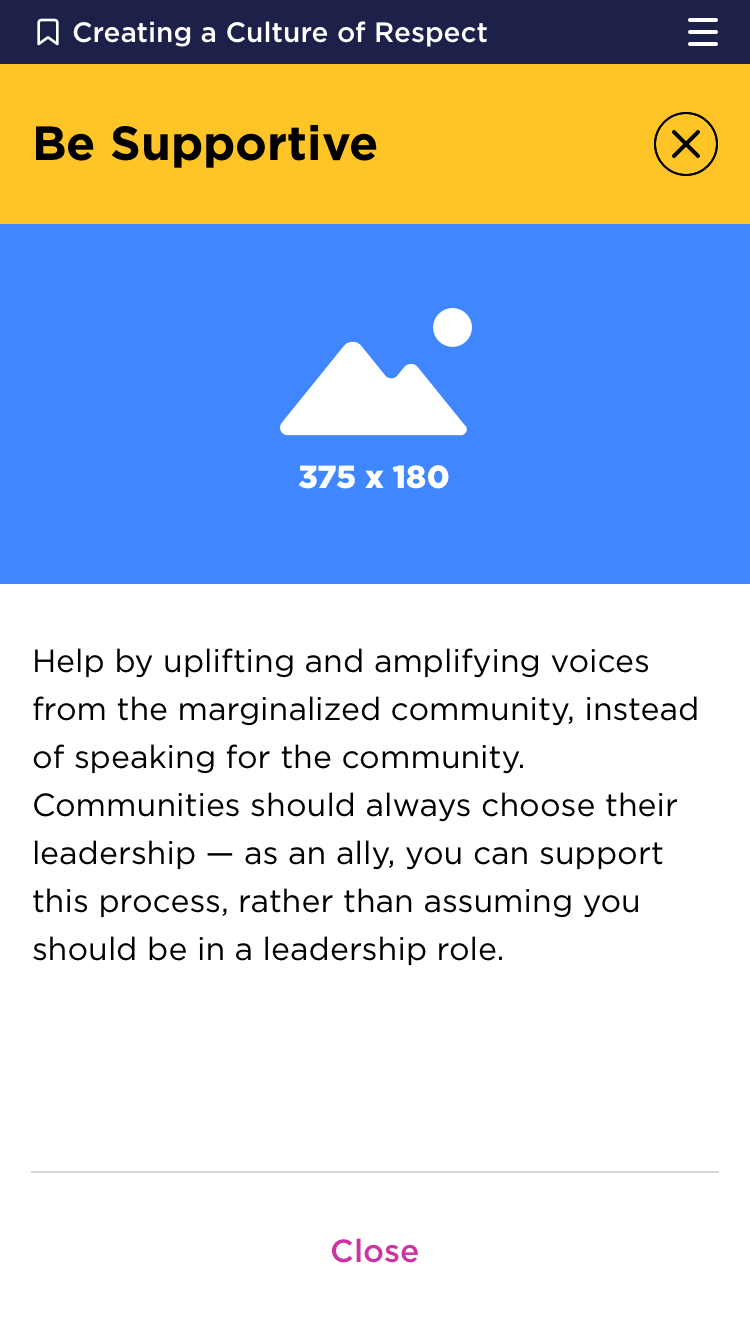 Creating a Culture of Respect
Be Supportive
375 x 180
Help by uplifting and amplifying voices
from the marginalized community, instead
of speaking for the community.
Communities should always choose their
leadership — as an ally, you can support
this process, rather than assuming you
should be in a leadership role.
Close